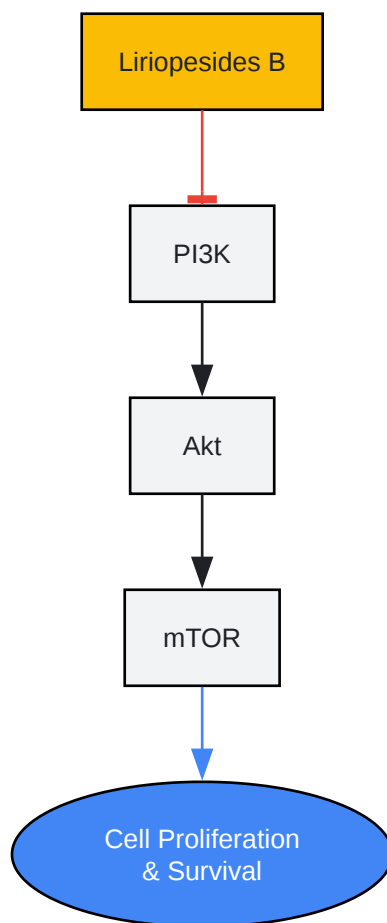 Liriopesides B
PI3K
Akt
mTOR
Cell Proliferation
& Survival